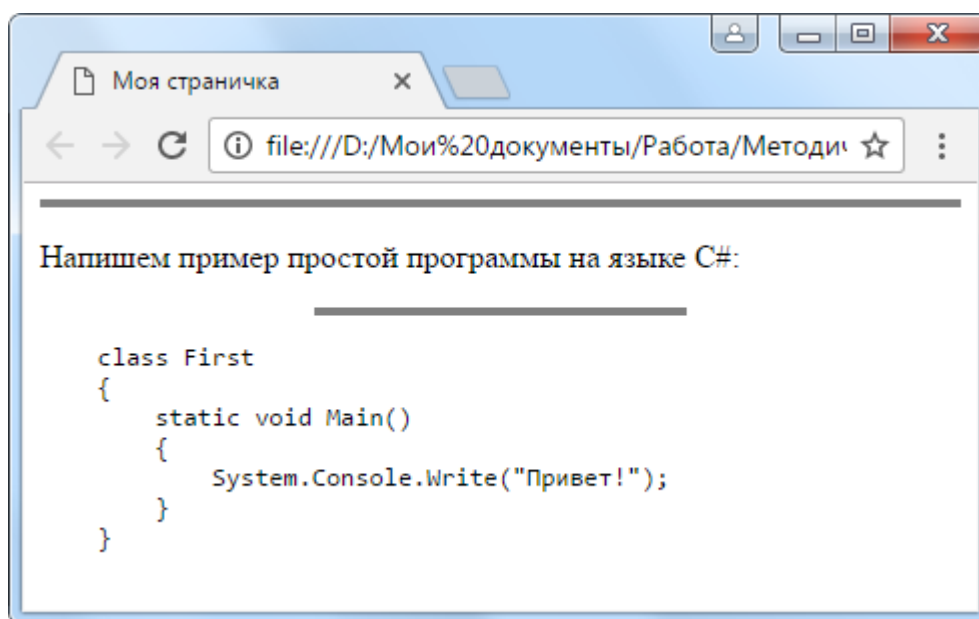 Моя страничка
file:///D:/Мои%20документы/Работа/Методич
Напишем пример простой программы на языке C#:
class First
{
static void Main()
{
System.Console.Write("Привет!");
}
}